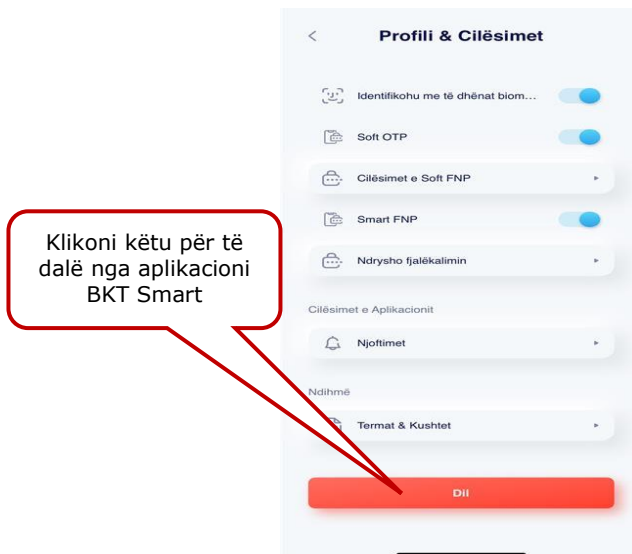 Profili & Cilësimet
Identifikohu me të dhënat biom...
Soft OTP
Cilësimet e Soft FNP
Smart FNP
Klikoni këtu për të
dalë nga aplikacioni
BKT Smart
Ndrysho fjalëkalimin
Cilësimet e Aplikacionit
Njoftimet
Ndihmë
Termat & Kushtet
Dil